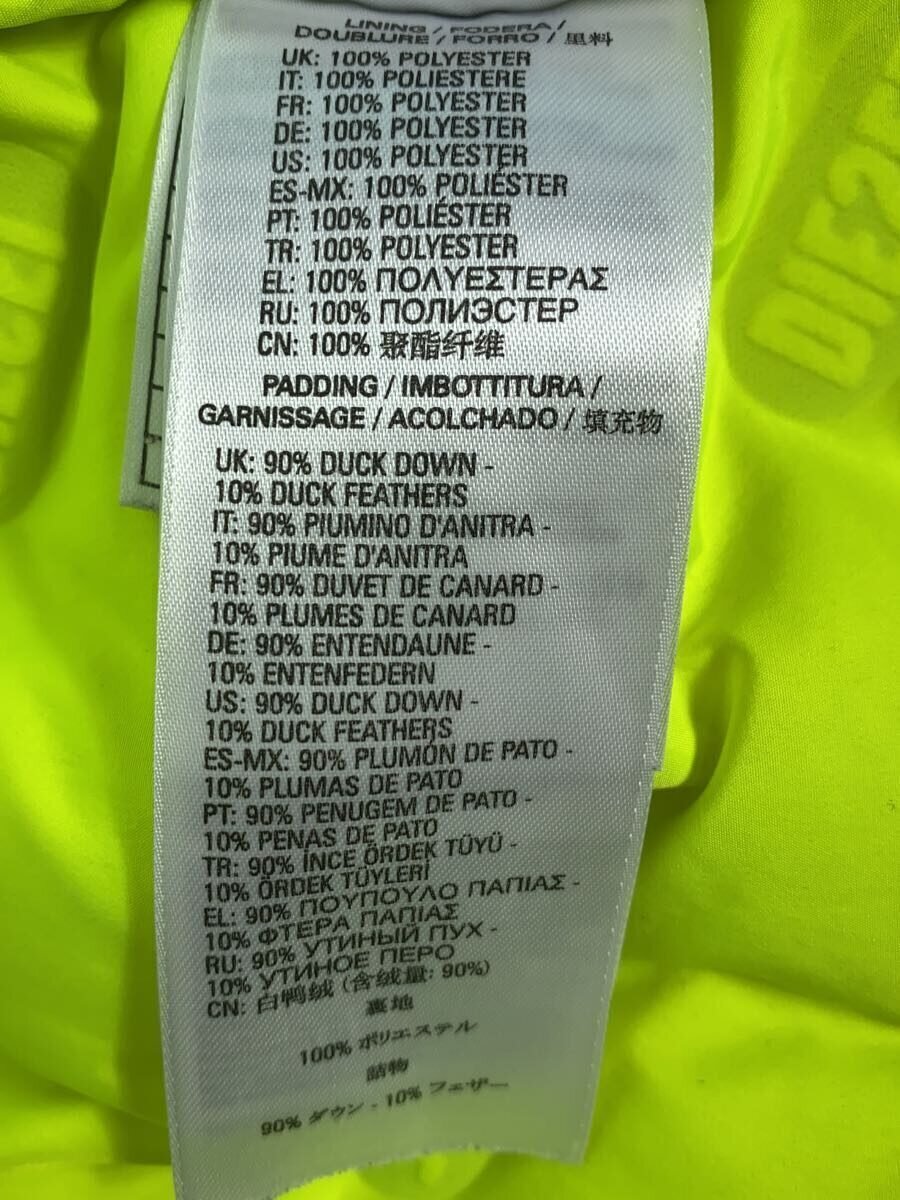 LINING / FODERA /
DOUBLURE / FORRO / 里料
UK: 100% POLYESTER
IT: 100% POLIESTERE
FR: 100% POLYESTER
DE: 100% POLYESTER
US: 100% POLYESTER
ES-MX: 100% POLIÉSTER
PT: 100% POLIÉSTER
TR: 100% POLYESTER
EL: 100% ΠΟΛΥΕΣΤΕΡΑΣ
RU: 100% ПОЛИЭСТЕР
CN: 100% 聚酯纤维
PADDING / IMBOTTITURA /
GARNISSAGE / ACOLCHADO / 填充物
UK: 90% DUCK DOWN -
10% DUCK FEATHERS
IT: 90% PIUMINO D'ANITRA -
10% PIUME D'ANITRA
FR: 90% DUVET DE CANARD -
10% PLUMES DE CANARD
DE: 90% ENTENDAUNE -
10% ENTENFEDERN
US: 90% DUCK DOWN -
10% DUCK FEATHERS
ES-MX: 90% PLUMÓN DE PATO -
10% PLUMAS DE PATO
PT: 90% PENUGEM DE PATO -
10% PENAS DE PATO
TR: 90% İNCE ÖRDEK TÜYÜ -
10% ÖRDEK TÜYLERİ
EL: 90% ΠΟΥΠΟΥΛΟ ΠΑΠΙΑΣ -
10% ΦΤΕΡΑ ΠΑΠΙΑΣ
RU: 90% УТИНЫЙ ПУХ -
10% УТИНОЕ ПЕРО
CN: 白鸭绒 (含绒量: 90%)
裏地
100% ポリエステル
詰物
90% ダウン - 10% フェザー